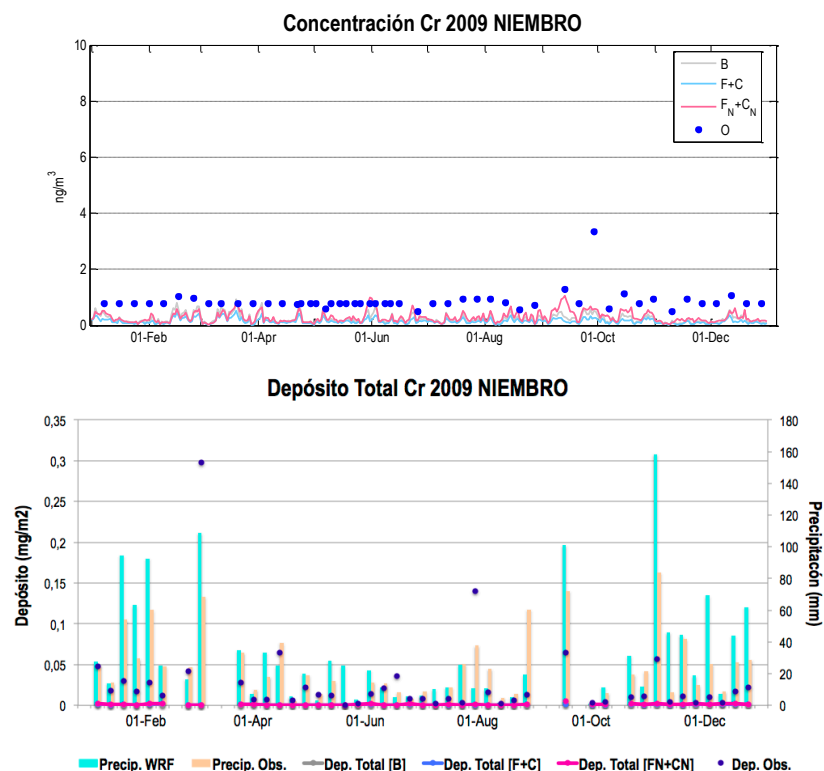 Concentración Cr 2009 NIEMBRO
10
8
6
4
2
0
ng/m³
B
F+C
F_N+C_N
O
01-Feb 01-Apr 01-Jun 01-Aug 01-Oct 01-Dec
Depósito Total Cr 2009 NIEMBRO
0,35
0,3
0,25
0,2
0,15
0,1
0,05
0
Depósito (mg/m2)
180
160
140
120
100
80
60
40
20
0
Precipitacón (mm)
01-Feb 01-Apr 01-Jun 01-Aug 01-Oct 01-Dec
Precip. WRF Precip. Obs. Dep. Total [B] Dep. Total [F+C] Dep. Total [FN+CN] Dep. Obs.